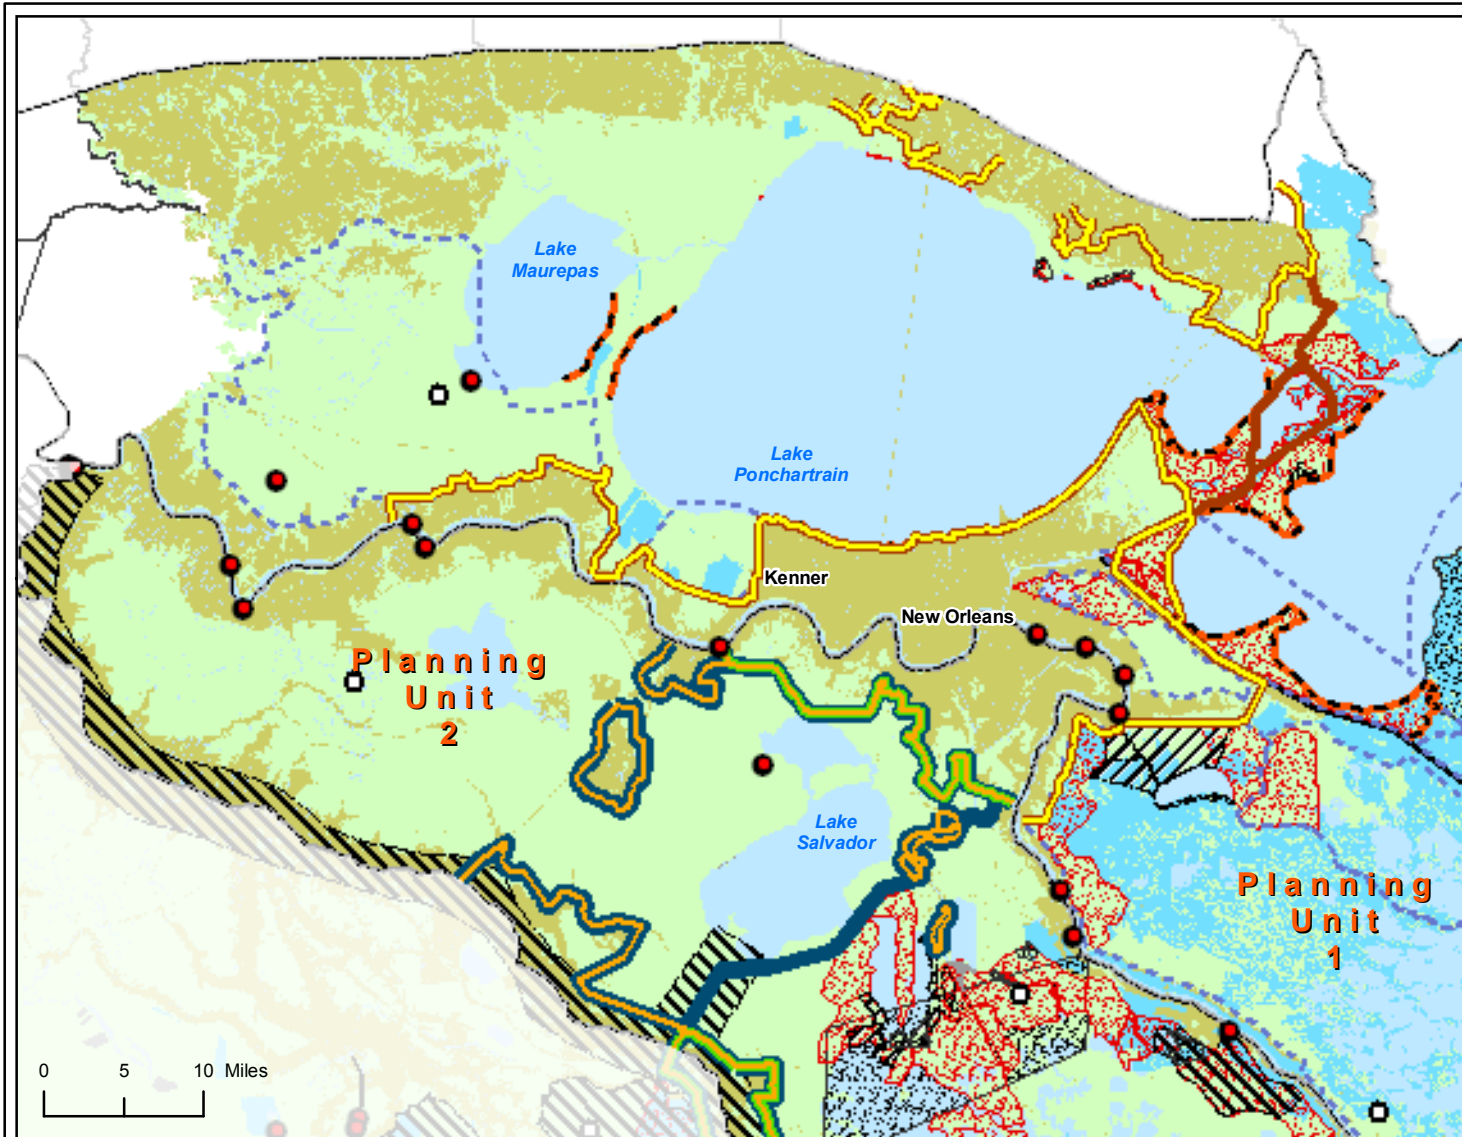 Lake
Maurepas
Lake
Ponchartrain
Kenner
New Orleans
Planning
Unit
2
Lake
Salvador
Planning
Unit
1
0 5 10 Miles